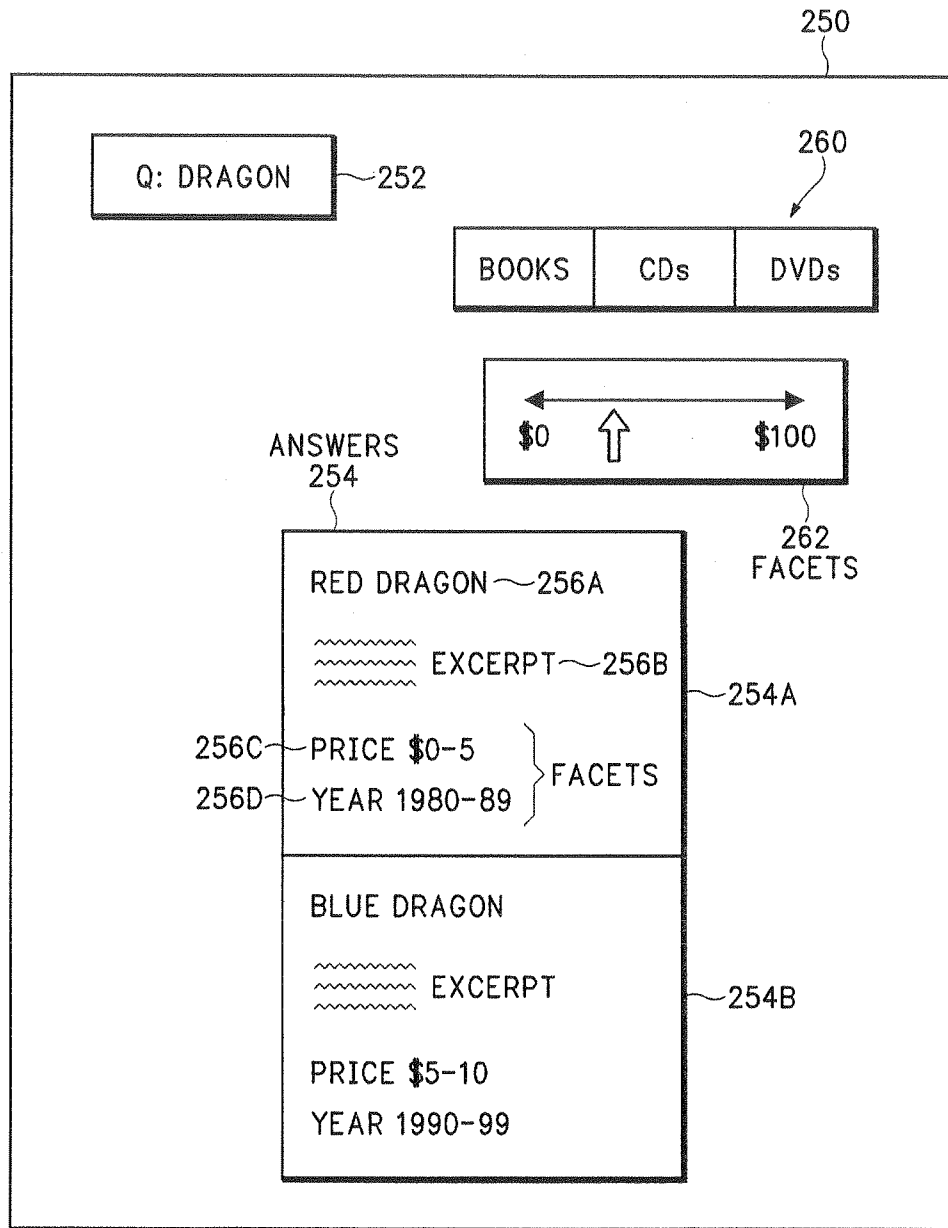 250
Q: DRAGON
252
260
BOOKS CDs DVDs
$0 $100
262
FACETS
ANSWERS
254
RED DRAGON 256A
EXCERPT 256B
254A
256C PRICE $0-5
256D YEAR 1980-89
FACETS
BLUE DRAGON
EXCERPT
254B
PRICE $5-10
YEAR 1990-99